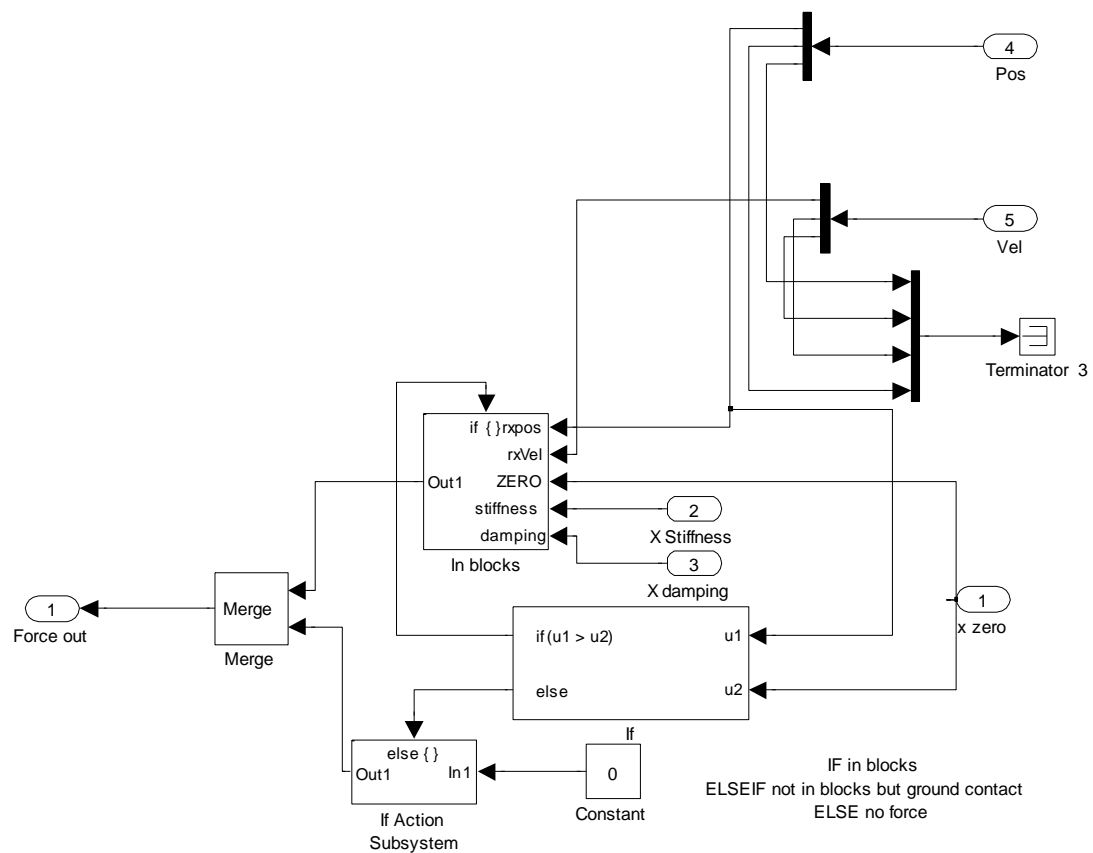 4
Pos
5
Vel
Terminator 3
if { }
rxpos
rxVel
ZERO
stiffness
damping
Out1
In blocks
2
X Stiffness
3
X damping
1
x zero
1
Force out
Merge
Merge
if(u1 > u2)
else
u1
u2
If
else { }
Out1
In1
If Action
Subsystem
0
Constant
IF in blocks
ELSEIF not in blocks but ground contact
ELSE no force